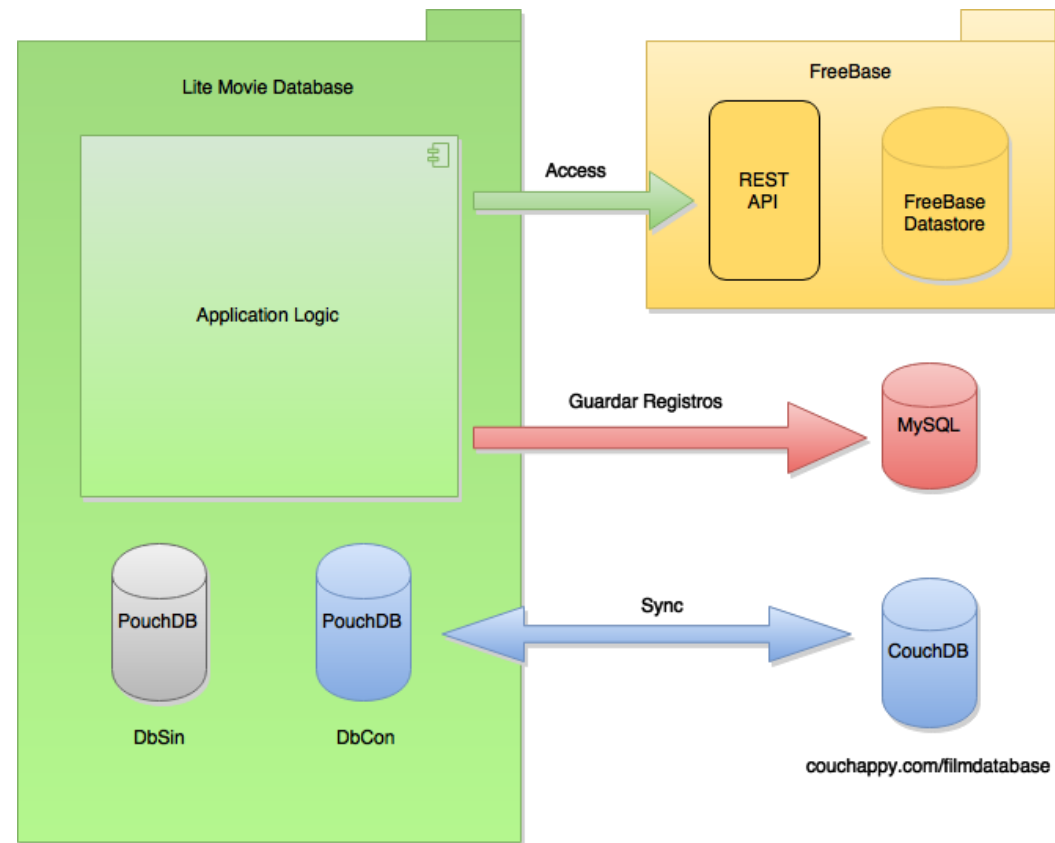 Lite Movie Database
Application Logic
Access
FreeBase
REST
API
FreeBase
Datastore
Guardar Registros
MySQL
PouchDB
DbSin
PouchDB
DbCon
Sync
CouchDB
couchappy.com/filmdatabase